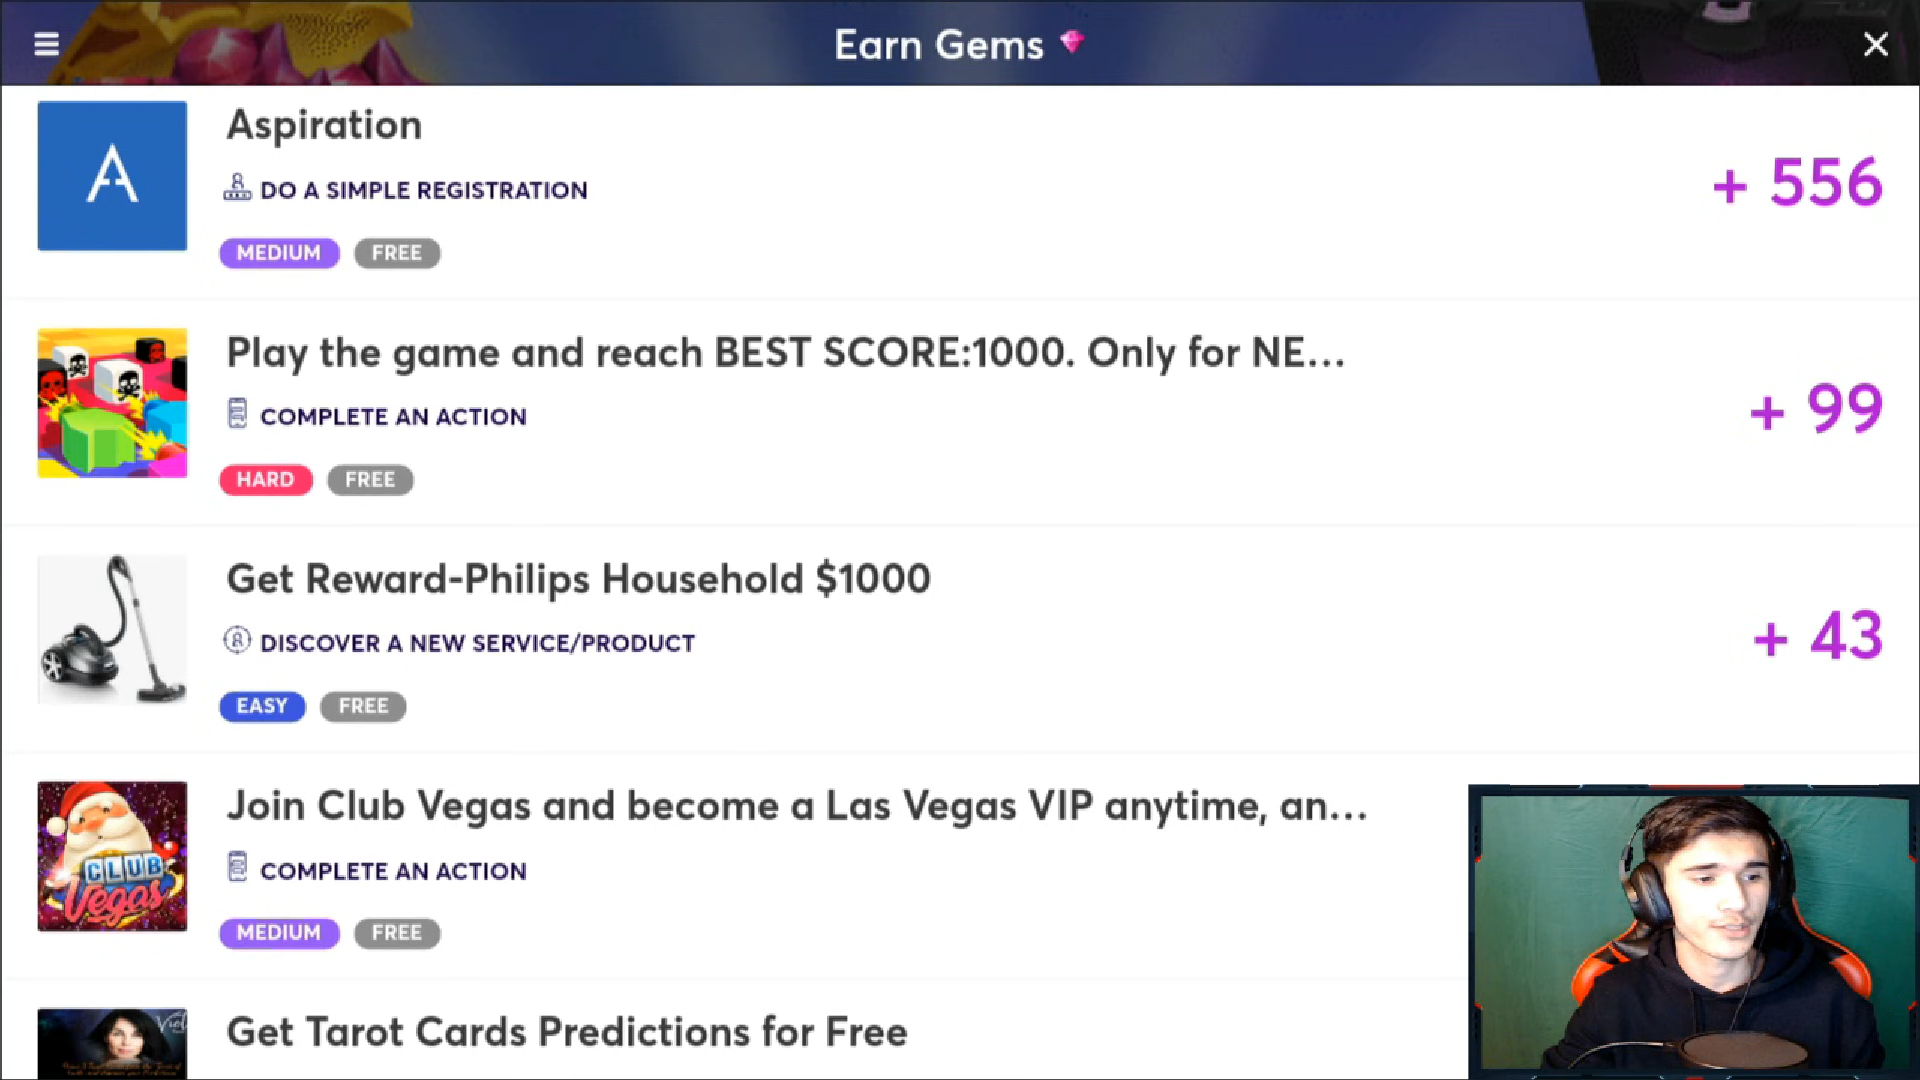 Earn Gems
A
Aspiration
DO A SIMPLE REGISTRATION
+ 556
MEDIUM FREE
Play the game and reach BEST SCORE:1000. Only for NE...
COMPLETE AN ACTION
+ 99
HARD FREE
Get Reward-Philips Household $1000
DISCOVER A NEW SERVICE/PRODUCT
+ 43
EASY FREE
Join Club Vegas and become a Las Vegas VIP anytime, an...
CLUB
Vegas
COMPLETE AN ACTION
MEDIUM FREE
Get Tarot Cards Predictions for Free